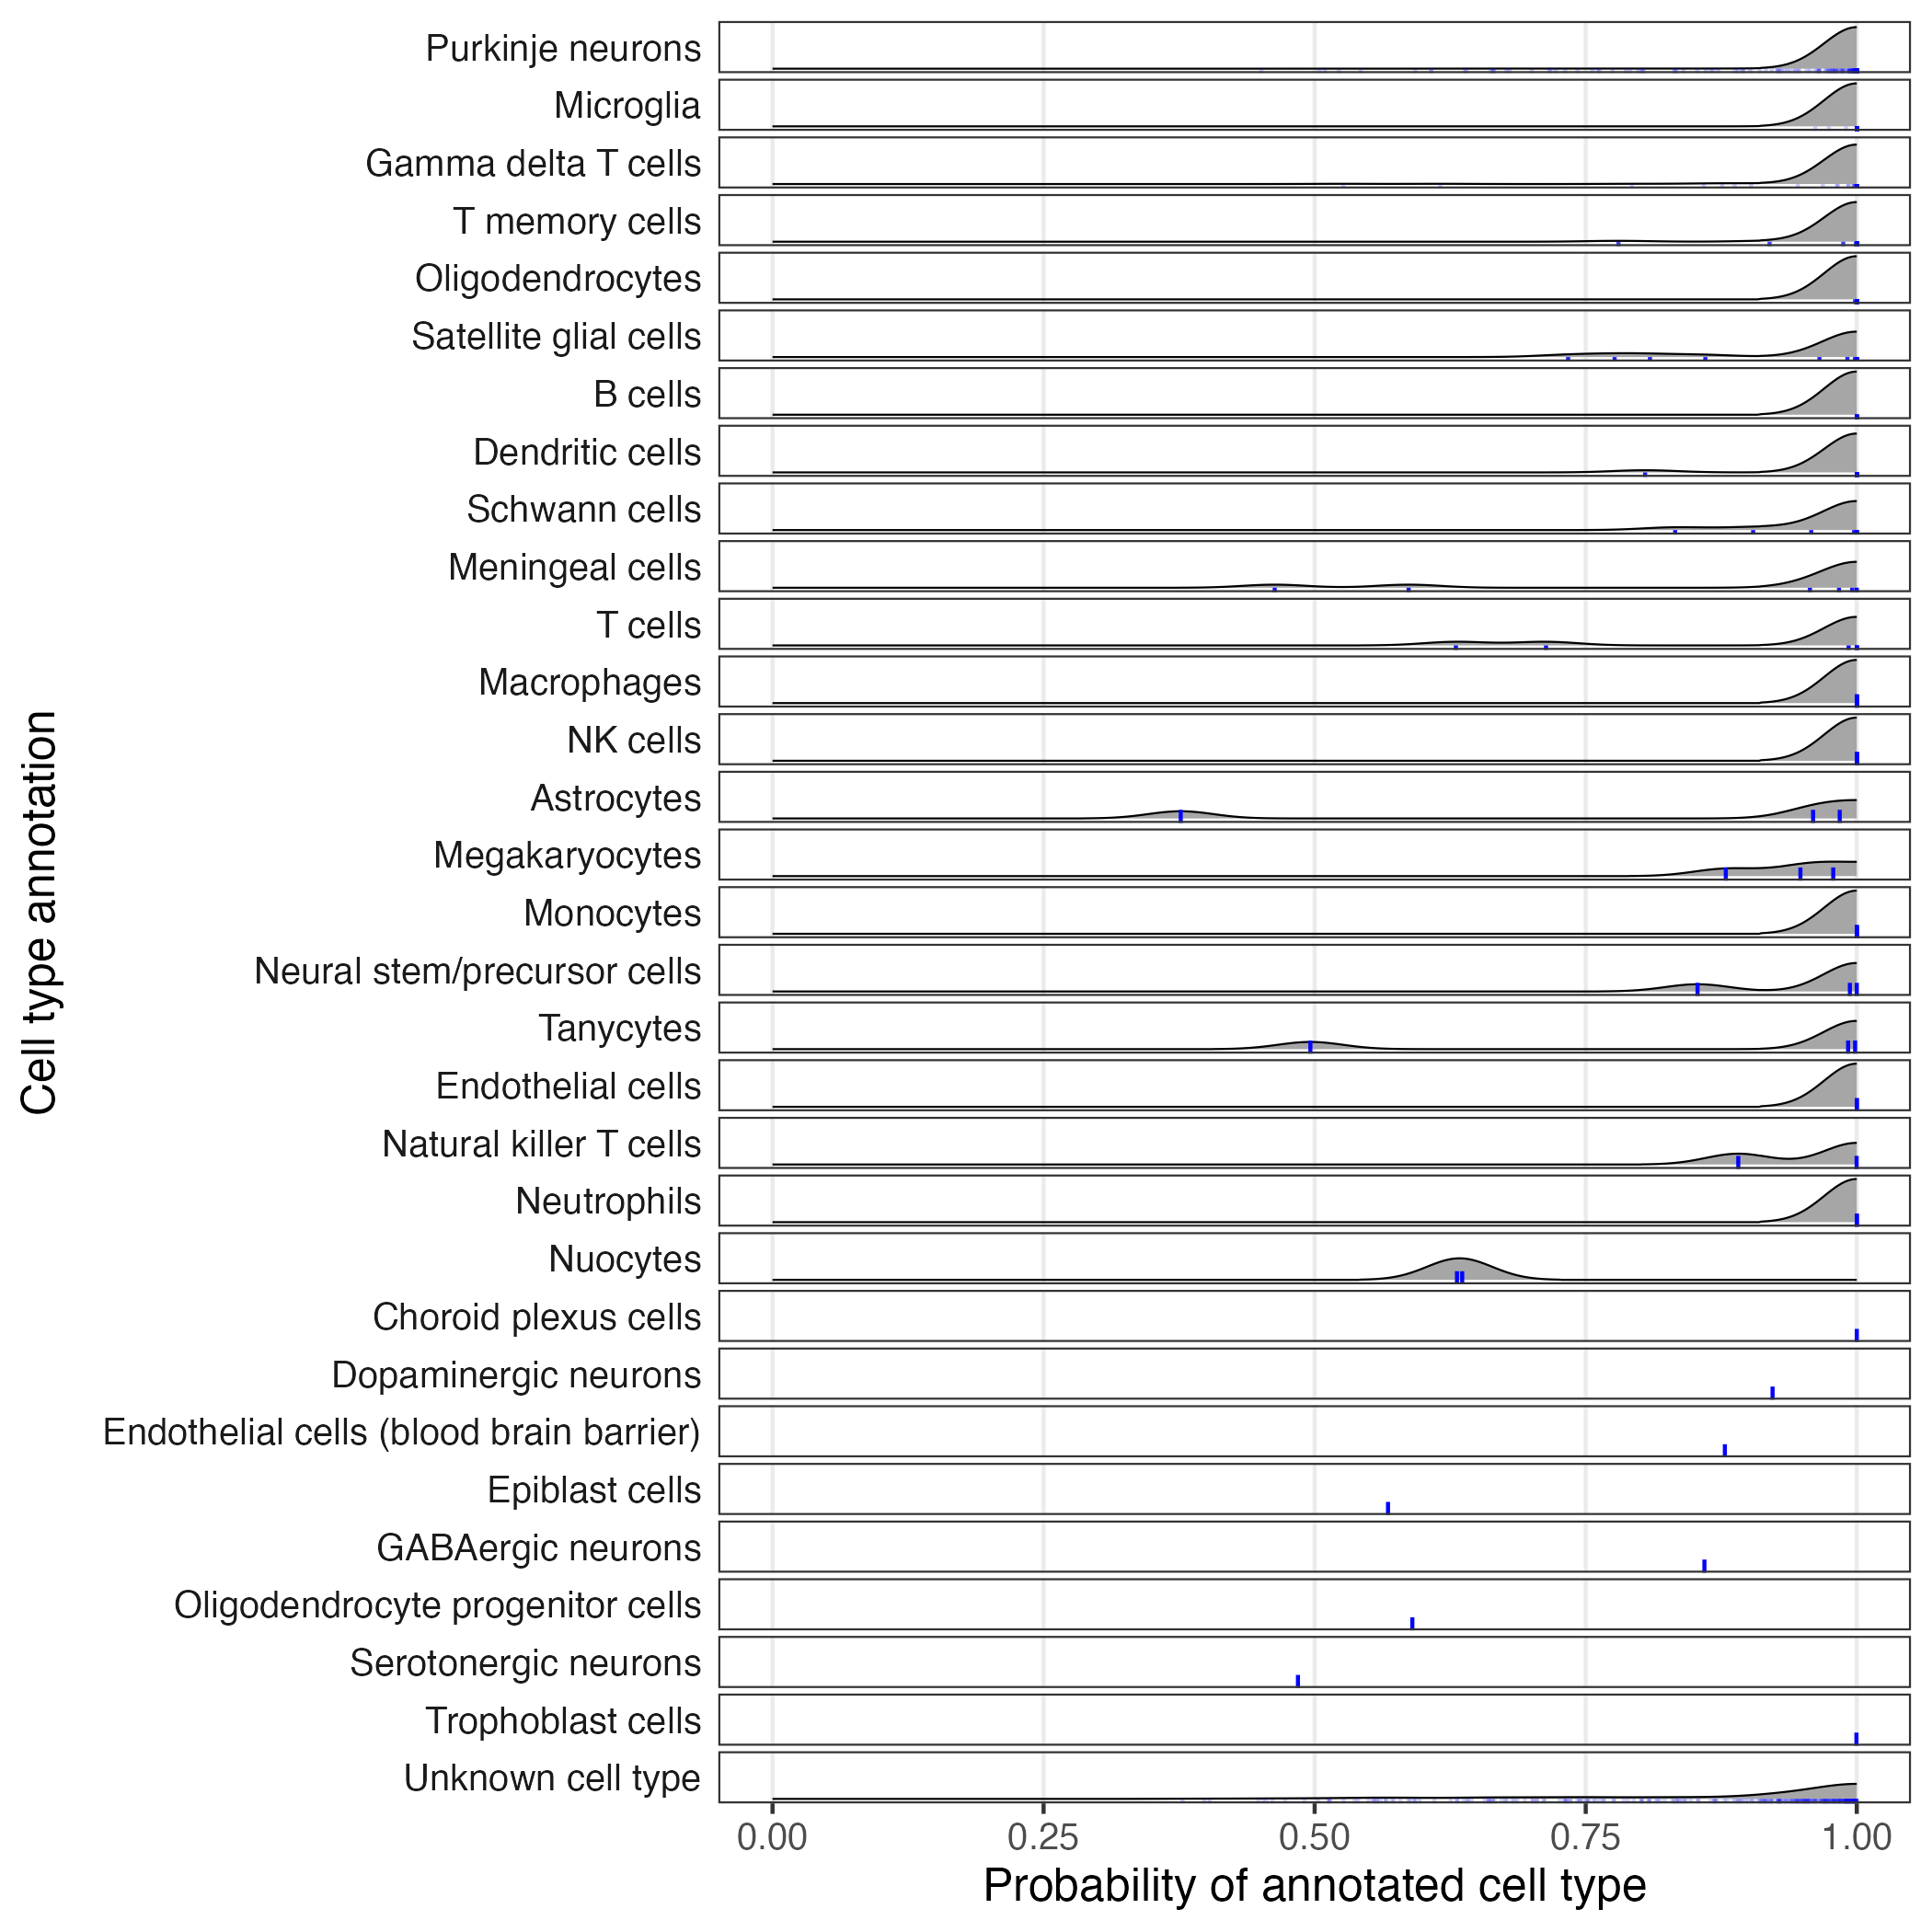 Purkinje neurons
Microglia
Gamma delta T cells
T memory cells
Oligodendrocytes
Satellite glial cells
B cells
Dendritic cells
Schwann cells
Meningeal cells
T cells
Macrophages
NK cells
Astrocytes
Megakaryocytes
Monocytes
Neural stem/precursor cells
Tanycytes
Endothelial cells
Natural killer T cells
Neutrophils
Nuocytes
Choroid plexus cells
Dopaminergic neurons
Endothelial cells (blood brain barrier)
Epiblast cells
GABAergic neurons
Oligodendrocyte progenitor cells
Serotonergic neurons
Trophoblast cells
Unknown cell type
Cell type annotation
0.00 0.25 0.50 0.75 1.00
Probability of annotated cell type